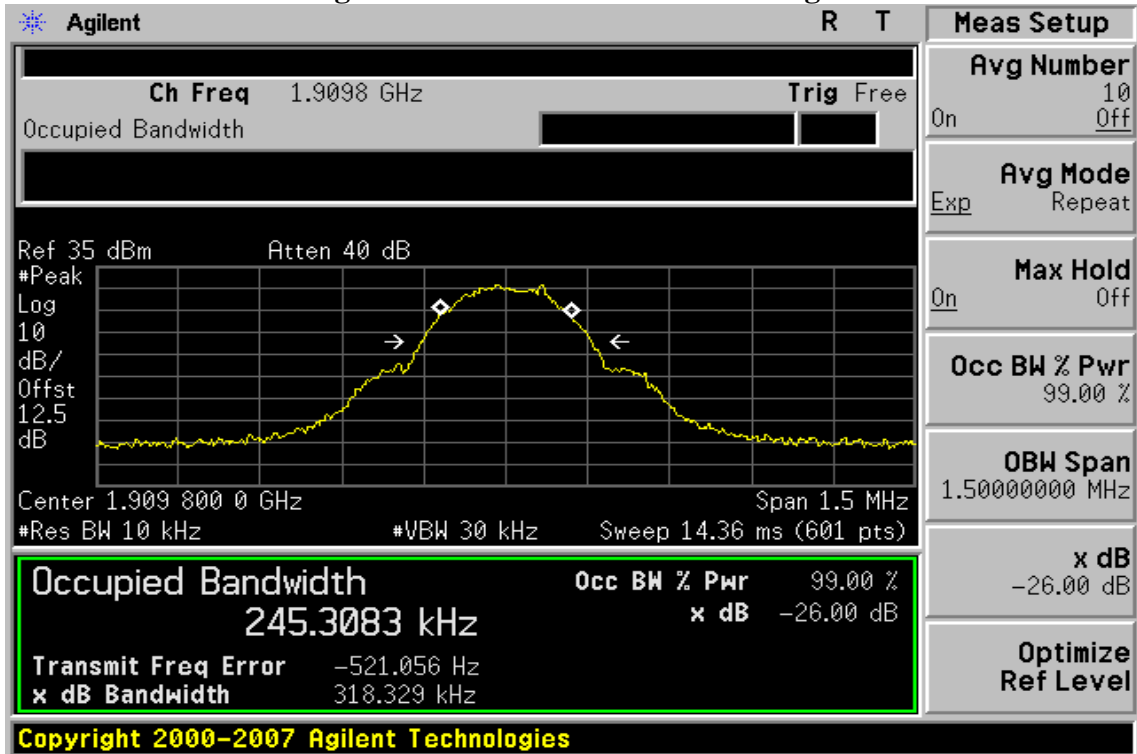 Agilent R T
Ch Freq 1.9098 GHz Trig Free
Occupied Bandwidth
Ref 35 dBm Atten 40 dB
#Peak
Log
10
dB/
Offst
12.5
dB
Center 1.909 800 0 GHz Span 1.5 MHz
#Res BW 10 kHz #VBW 30 kHz Sweep 14.36 ms (601 pts)
Occupied Bandwidth Occ BW % Pwr 99.00 %
245.3083 kHz x dB -26.00 dB
Transmit Freq Error -521.056 Hz
x dB Bandwidth 318.329 kHz
Copyright 2000-2007 Agilent Technologies
Meas Setup
Avg Number
10
On Off
Avg Mode
Exp Repeat
Max Hold
On Off
Occ BW % Pwr
99.00 %
OBW Span
1.50000000 MHz
x dB
-26.00 dB
Optimize
Ref Level